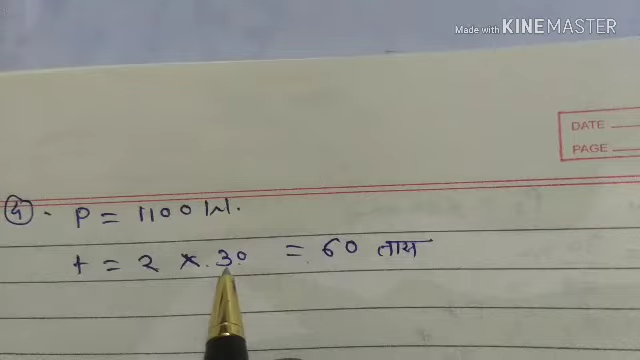 Made with KINEMASTER
DATE
PAGE
④. P = 1100 W.
t = 2 × 30 = 60 तास